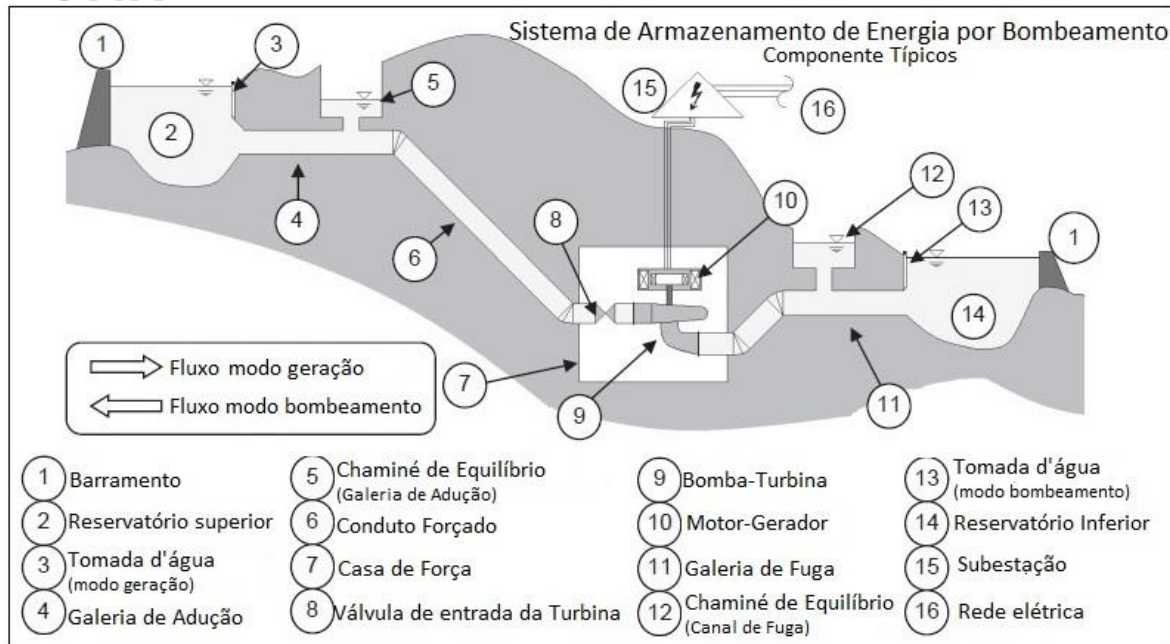 Sistema de Armazenamento de Energia por Bombeamento
Componente Típicos
1
3
5
15
16
2
12
10
13
1
8
4
6
14
7
9
11
Fluxo modo geração
Fluxo modo bombeamento
1 Barramento
2 Reservatório superior
3 Tomada d'água
(modo geração)
4 Galeria de Adução
5 Chaminé de Equilíbrio
(Galeria de Adução)
6 Conduto Forçado
7 Casa de Força
8 Válvula de entrada da Turbina
9 Bomba-Turbina
10 Motor-Gerador
11 Galeria de Fuga
12 Chaminé de Equilíbrio
(Canal de Fuga)
13 Tomada d'água
(modo bombeamento)
14 Reservatório Inferior
15 Subestação
16 Rede elétrica